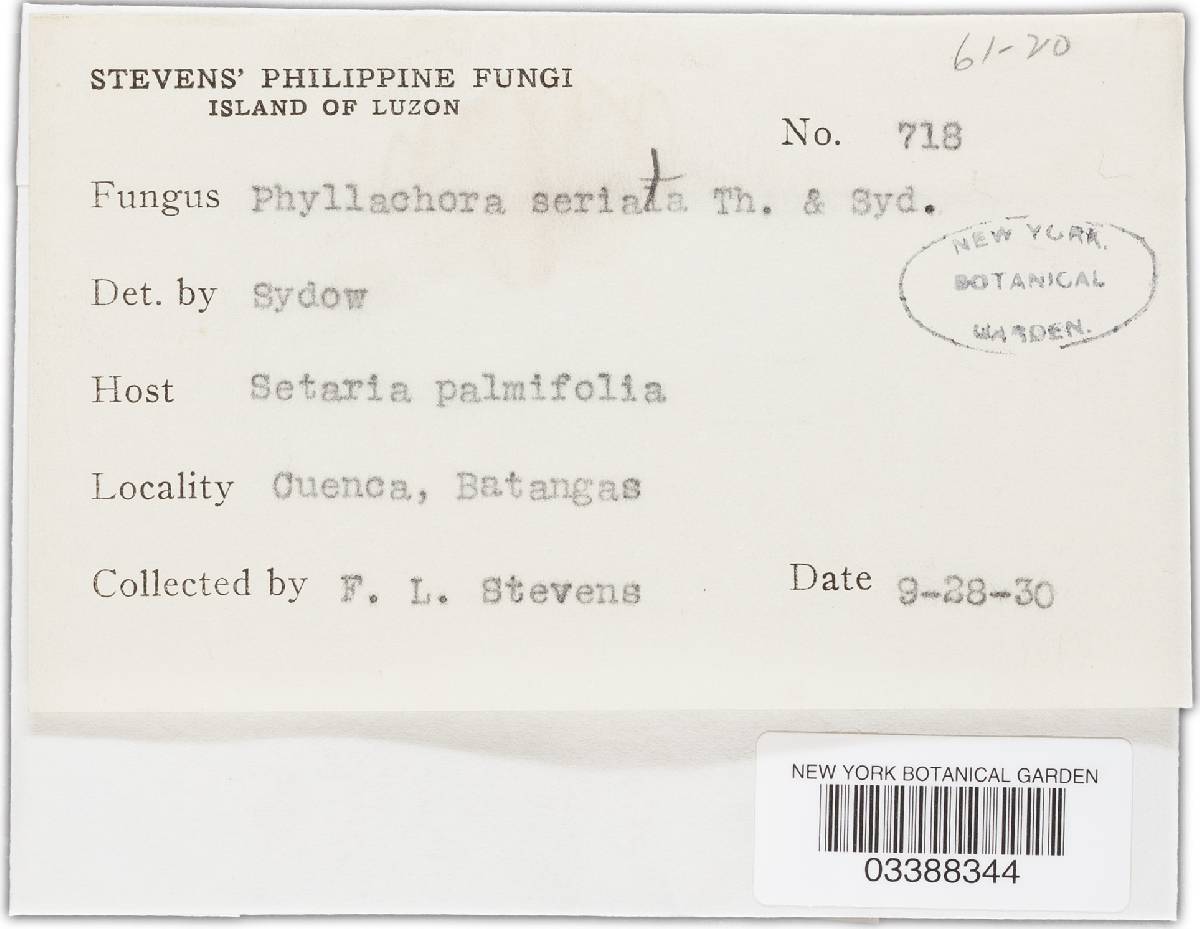 61-20
STEVENS' PHILIPPINE FUNGI
ISLAND OF LUZON
No. 718
Fungus Phyllachora seriata Th. & Syd.
NEW YORK
BOTANICAL
GARDEN.
Det. by Sydow
Host Setaria palmifolia
Locality Cuenca, Batangas
Collected by F. L. Stevens Date 9-28-30
NEW YORK BOTANICAL GARDEN
03388344